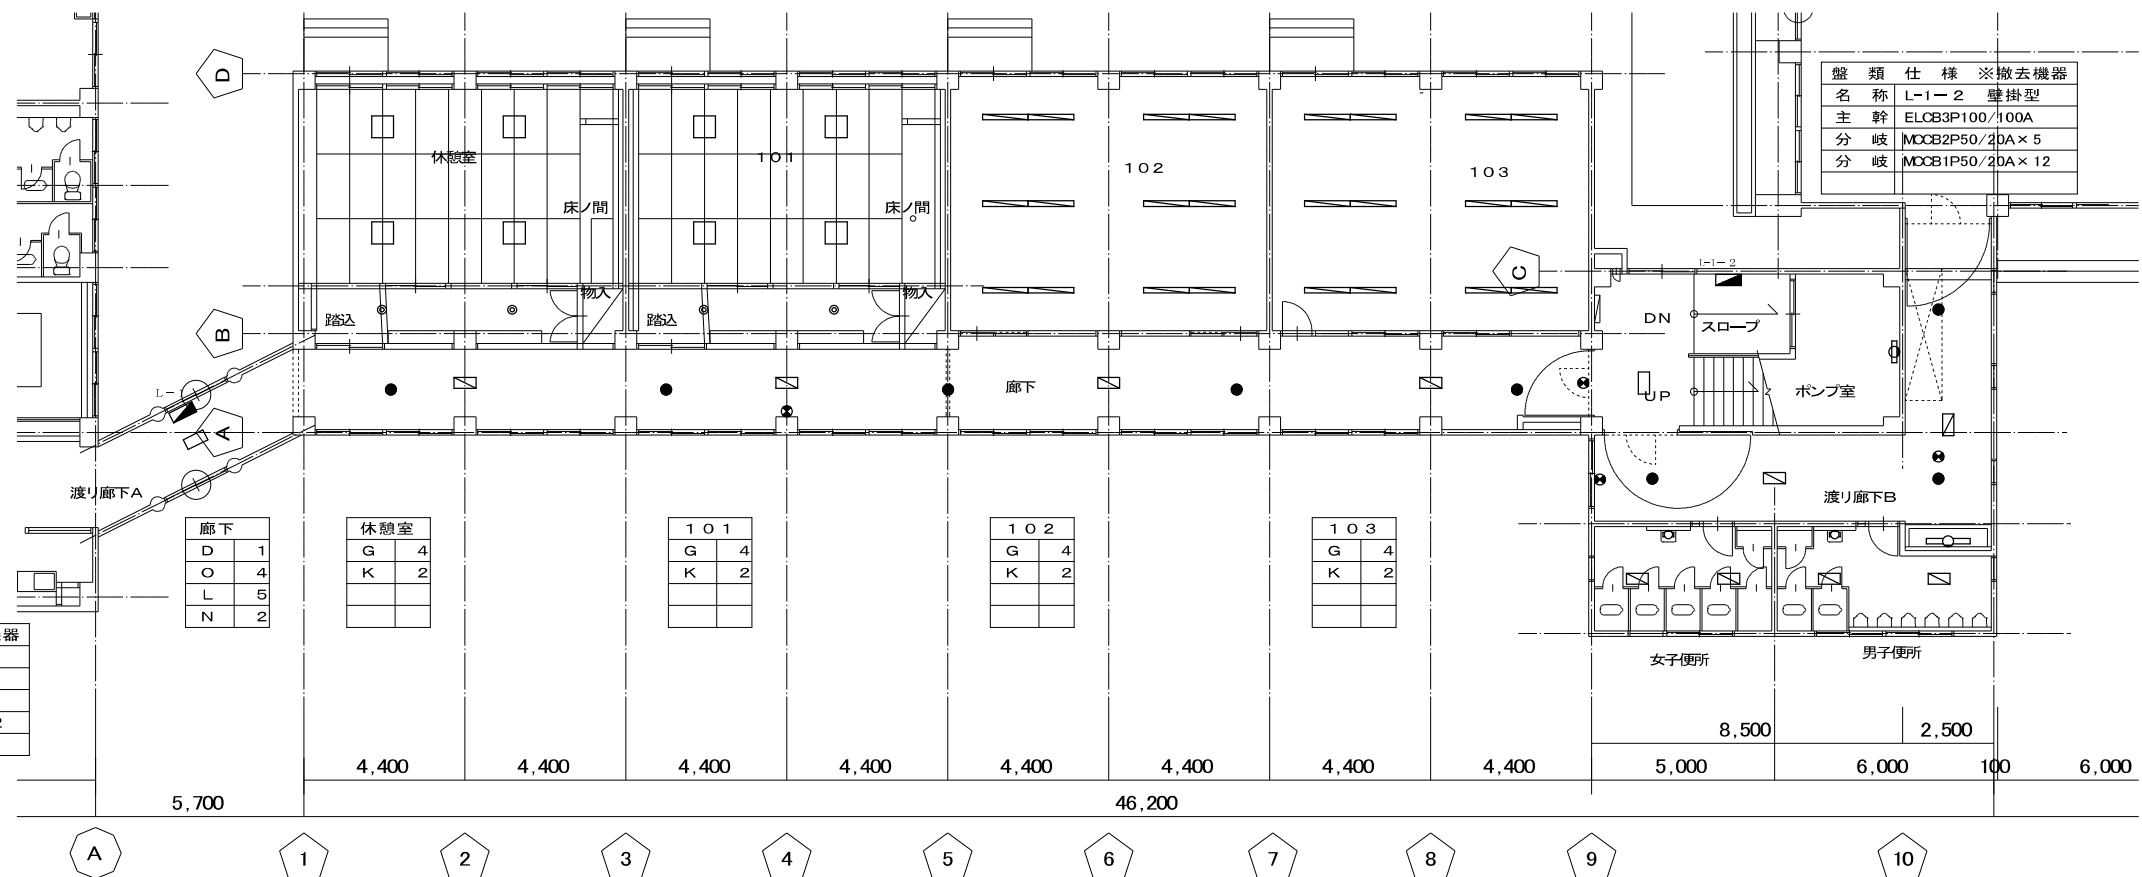 D
盤 類 仕 様 ※撤去機器
名 称 L-1-2 壁掛型
主 幹 ELCB3P100/100A
分 岐 MCCB2P50/20A×5
分 岐 MCCB1P50/20A×12
休憩室
101
102
103
床ノ間
床ノ間
C
L-1-2
物入
物入
踏込
踏込
B
DN
スロープ
廊下
UP
ポンプ室
L-1
A
渡り廊下A
渡り廊下B
廊下
D 1
O 4
L 5
N 2
休憩室
G 4
K 2
101
G 4
K 2
102
G 4
K 2
103
G 4
K 2
器
2
女子便所
男子便所
8,500
2,500
4,400
4,400
4,400
4,400
4,400
4,400
4,400
4,400
5,000
6,000
100
6,000
5,700
46,200
A
1
2
3
4
5
6
7
8
9
10